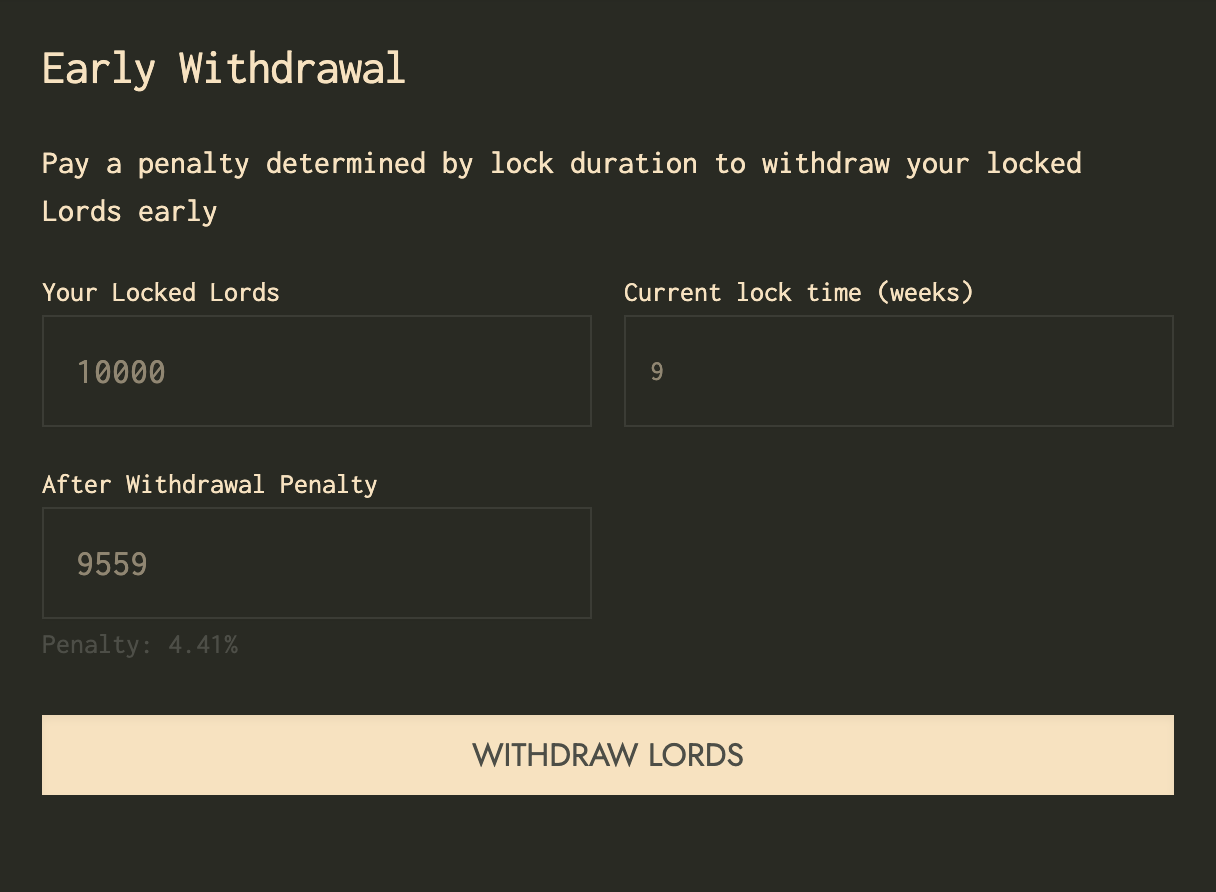 Early Withdrawal
Pay a penalty determined by lock duration to withdraw your locked
Lords early
Your Locked Lords
Current lock time (weeks)
10000
9
After Withdrawal Penalty
9559
Penalty: 4.41%
WITHDRAW LORDS